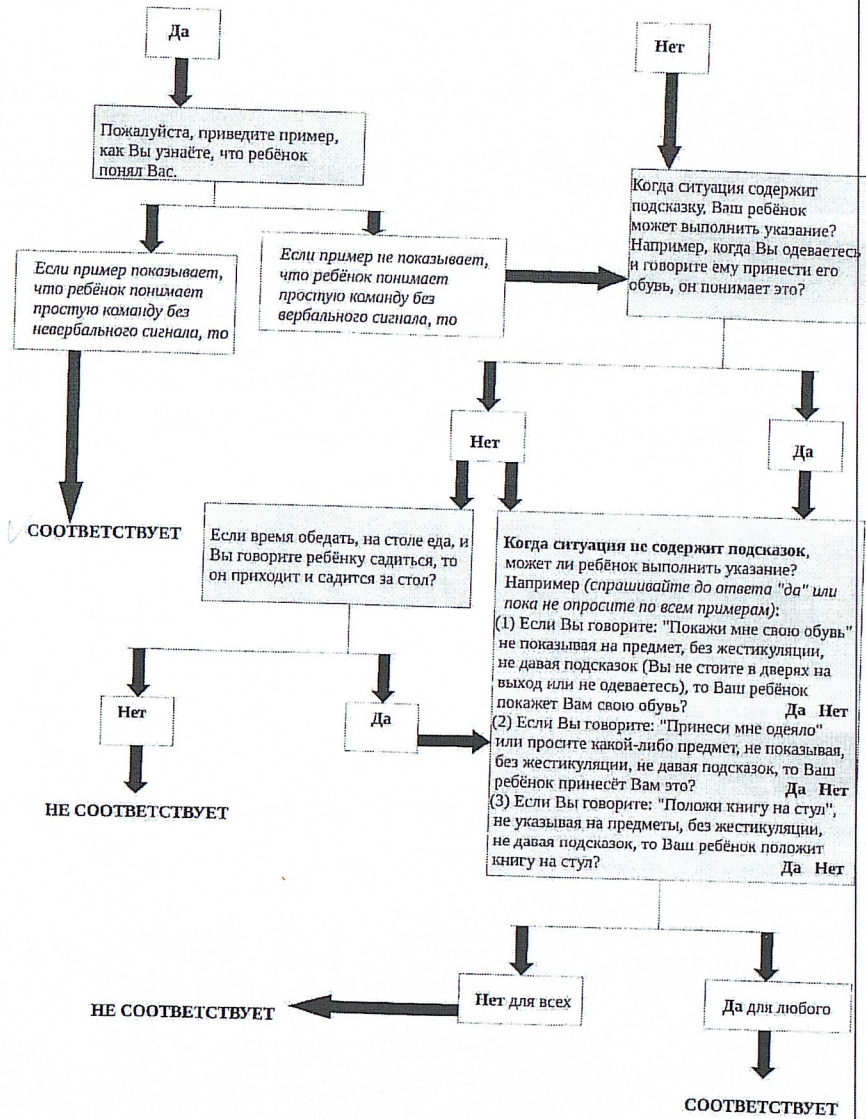 Да
Нет
Пожалуйста, приведите пример,
как Вы узнаёте, что ребёнок
понял Вас.
Когда ситуация содержит
подсказку, Ваш ребёнок
может выполнить указание?
Например, когда Вы одеваетесь
и говорите ему принести его
обувь, он понимает это?
Если пример показывает,
что ребёнок понимает
простую команду без
невербального сигнала, то
Если пример не показывает,
что ребёнок понимает
простую команду без
вербального сигнала, то
Нет
Да
СООТВЕТСТВУЕТ
Если время обедать, на столе еда, и
Вы говорите ребёнку садиться, то
он приходит и садится за стол?
Когда ситуация не содержит подсказок,
может ли ребёнок выполнить указание?
Например (спрашивайте до ответа "да" или
пока не опросите по всем примерам):
(1) Если Вы говорите: "Покажи мне свою обувь"
не показывая на предмет, без жестикуляции,
не давая подсказок (Вы не стоите в дверях на
выход или не одеваетесь), то Ваш ребёнок
покажет Вам свою обувь? Да Нет
(2) Если Вы говорите: "Принеси мне одеяло"
или просите какой-либо предмет, не показывая,
без жестикуляции, не давая подсказок, то Ваш
ребёнок принесёт Вам это? Да Нет
(3) Если Вы говорите: "Положи книгу на стул",
не указывая на предметы, без жестикуляции,
не давая подсказок, то Ваш ребёнок положит
книгу на стул? Да Нет
Нет
Да
НЕ СООТВЕТСТВУЕТ
Нет для всех
Да для любого
НЕ СООТВЕТСТВУЕТ
СООТВЕТСТВУЕТ